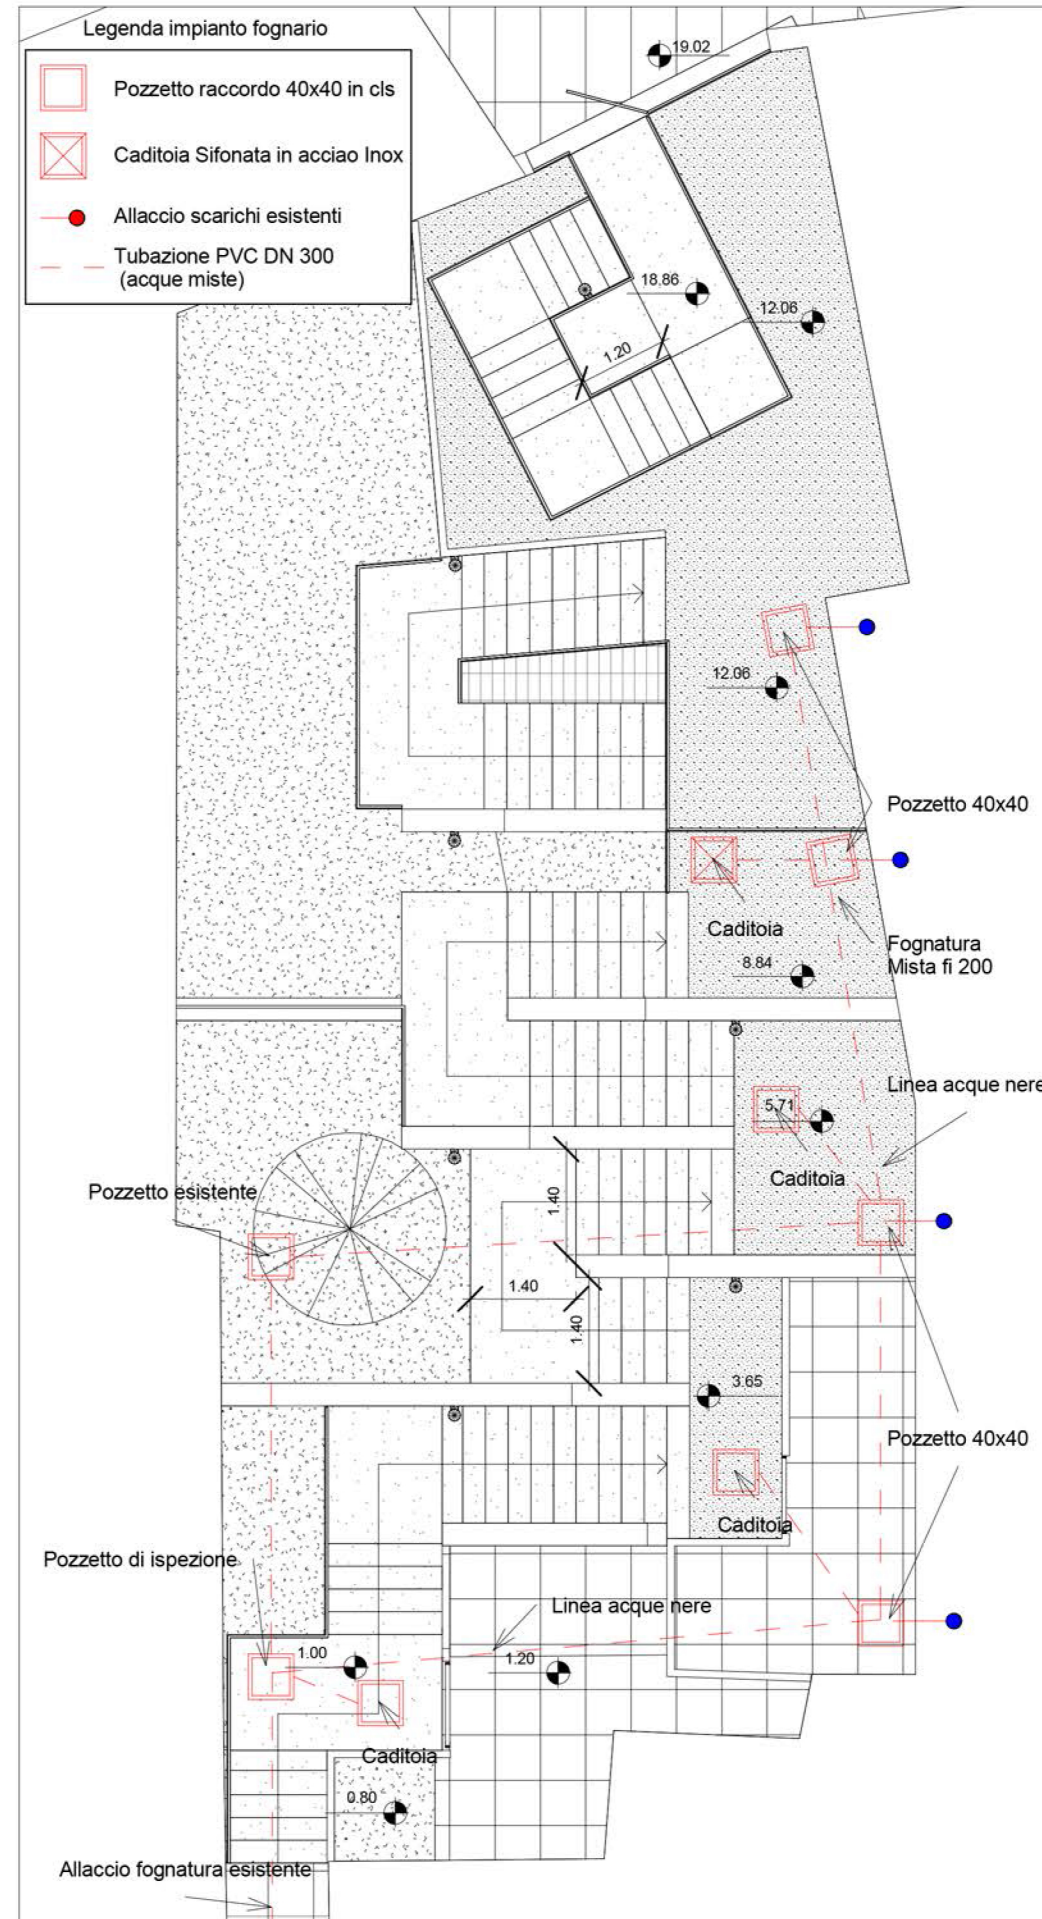 Legenda impianto fognario
Pozzetto raccordo 40x40 in cls
Caditoia Sifonata in acciao Inox
Allaccio scarichi esistenti
Tubazione PVC DN 300
(acque miste)
19.02
18.86
12.06
1.20
12.06
Pozzetto 40x40
Caditoia
Fognatura
Mista fi 200
8.84
Linea acque nere
5.71
Caditoia
Pozzetto esistente
1.40
1.40
1.40
3.65
Pozzetto 40x40
Caditoia
Pozzetto di ispezione
Linea acque nere
1.00
1.20
Caditoia
0.80
Allaccio fognatura esistente